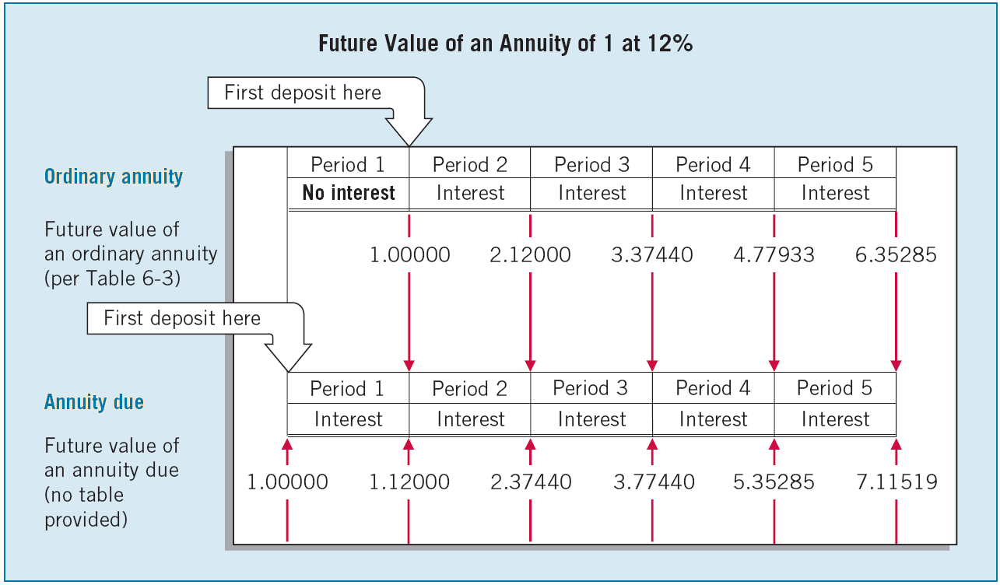 Future Value of an Annuity of 1 at 12%
First deposit here
Ordinary annuity
Period 1 Period 2 Period 3 Period 4 Period 5
No interest Interest Interest Interest Interest
Future value of
an ordinary annuity
(per Table 6-3)
1.00000 2.12000 3.37440 4.77933 6.35285
First deposit here
Annuity due
Period 1 Period 2 Period 3 Period 4 Period 5
Interest Interest Interest Interest Interest
Future value of
an annuity due
(no table
provided)
1.00000 1.12000 2.37440 3.77440 5.35285 7.11519